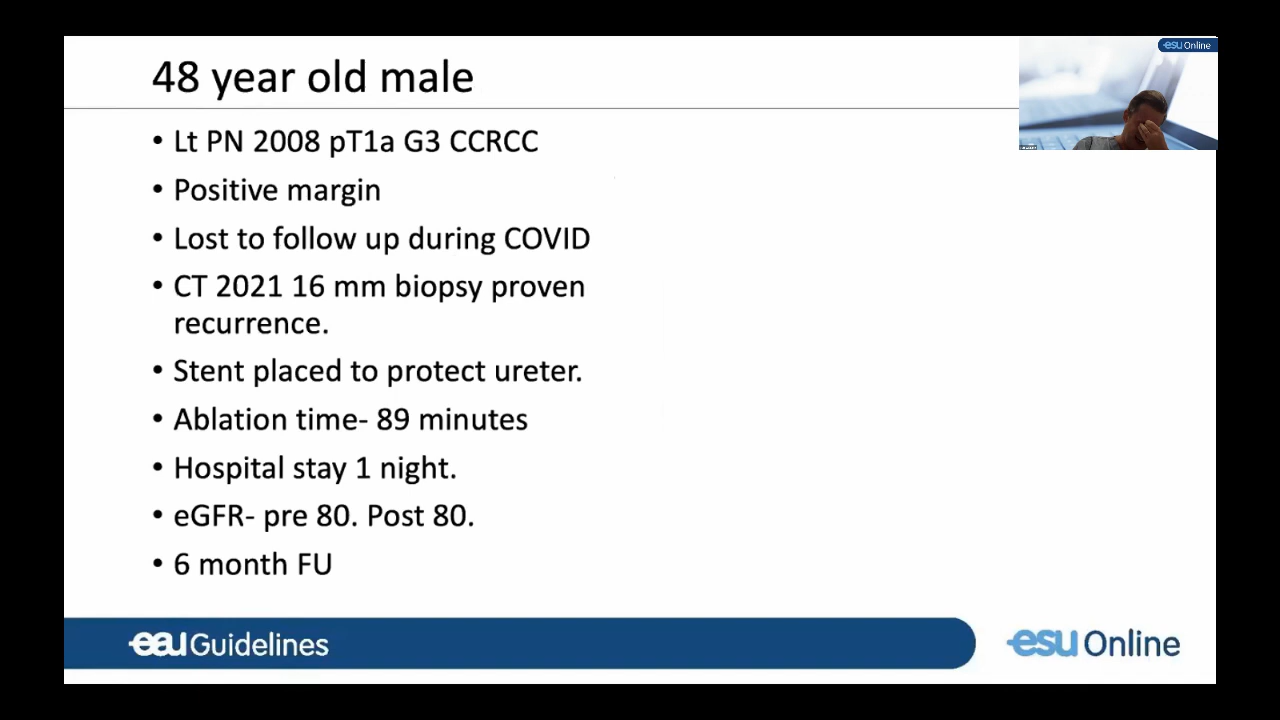 48 year old male
esu Online
• Lt PN 2008 pT1a G3 CCRCC
• Positive margin
• Lost to follow up during COVID
• CT 2021 16 mm biopsy proven
recurrence.
• Stent placed to protect ureter.
• Ablation time- 89 minutes
• Hospital stay 1 night.
• eGFR- pre 80. Post 80.
• 6 month FU
eau Guidelines
esu Online